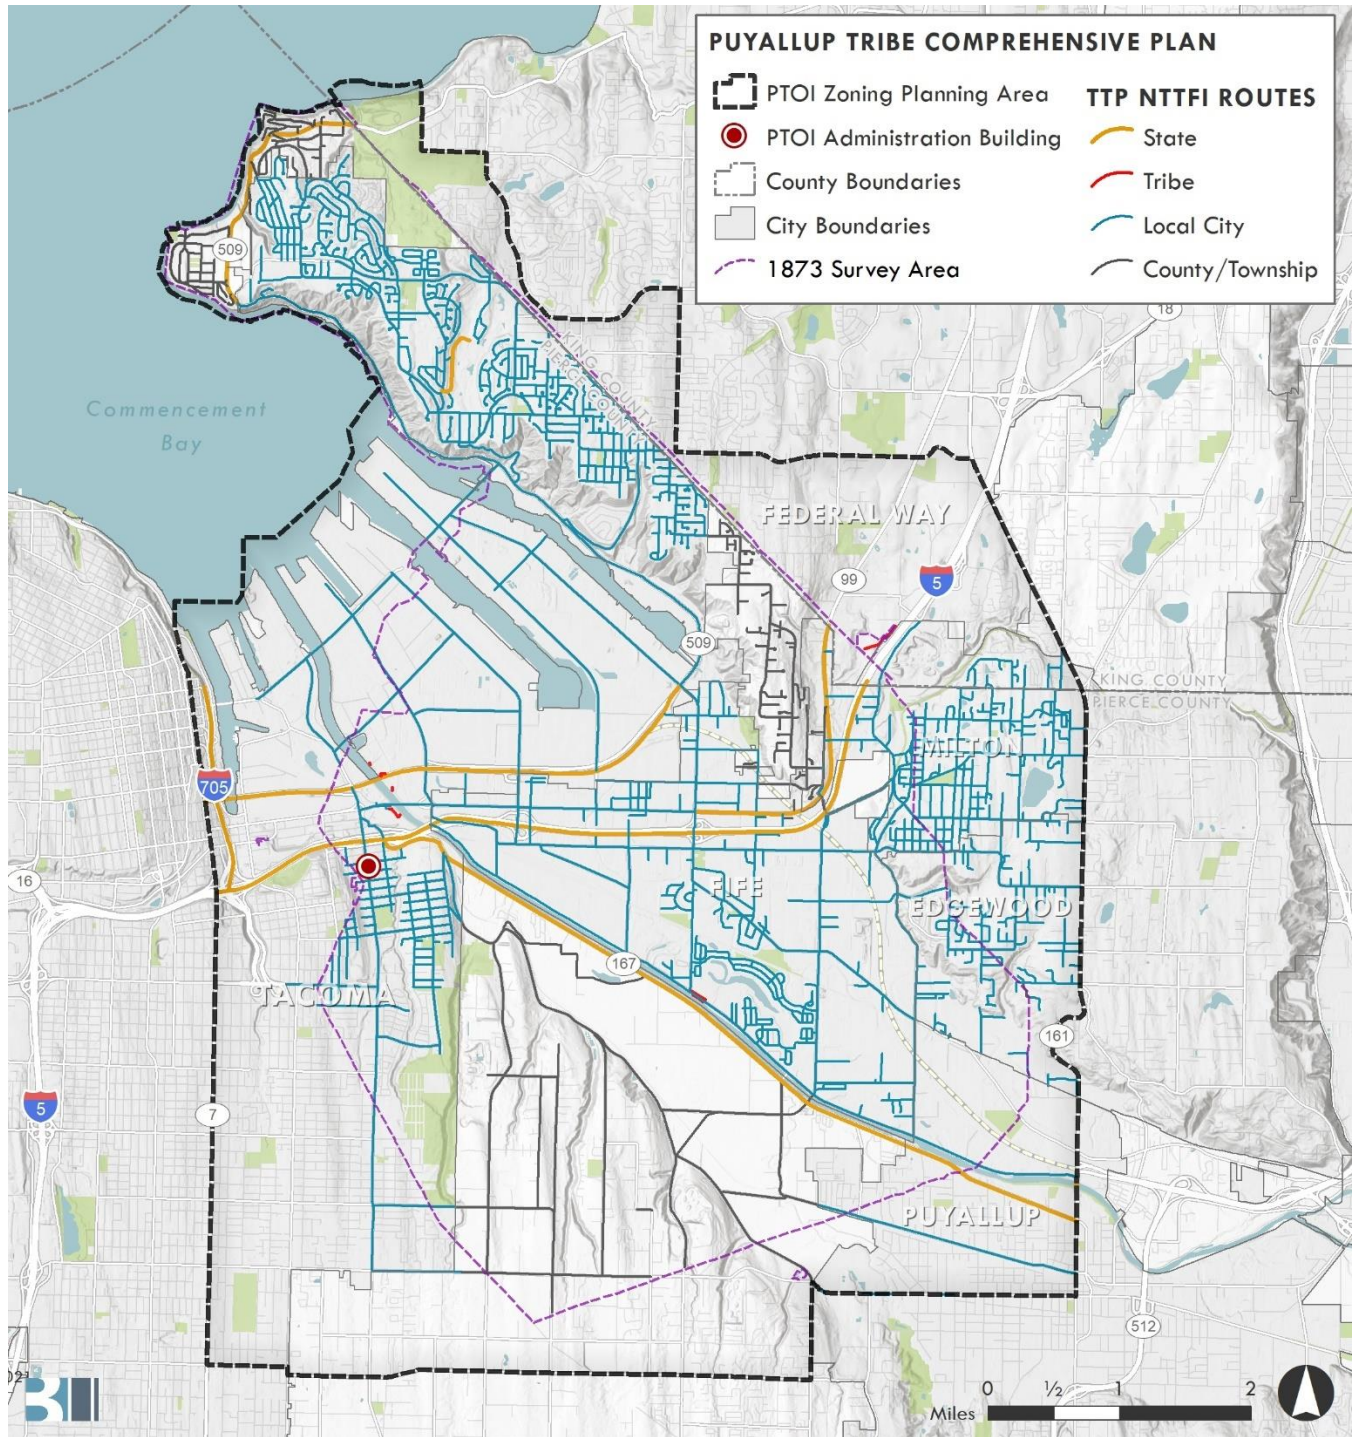 PUYALLUP TRIBE COMPREHENSIVE PLAN
PTOI Zoning Planning Area
PTOI Administration Building
County Boundaries
City Boundaries
1873 Survey Area
TTP NTTFI ROUTES
State
Tribe
Local City
County/Township
509
18
KING COUNTY
PIERCE COUNTY
Commencement
Bay
FEDERAL WAY
99
5
509
KING COUNTY
PIERCE COUNTY
MILTON
705
16
FIFE
EDGEWOOD
167
TACOMA
161
5
7
PUYALLUP
512
0 ½ 1 2
Miles